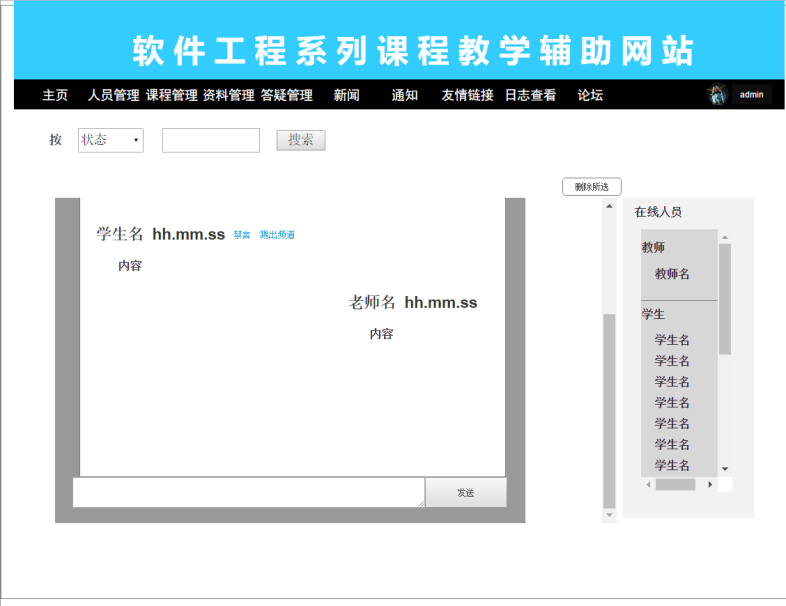 软件工程系列课程教学辅助网站
主页 人员管理 课程管理 资料管理 答疑管理 新闻 通知 友情链接 日志查看 论坛 admin
按 状态 搜索
删除所选
学生名 hh.mm.ss 禁言 踢出频道
内容
老师名 hh.mm.ss
内容
发送
在线人员
教师
教师名
学生
学生名
学生名
学生名
学生名
学生名
学生名
学生名